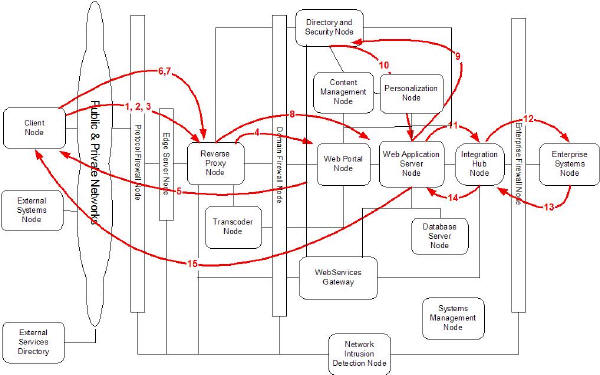 Directory and
Security Node
9
10
6,7
Content
Management
Node
Personalization
Node
1, 2, 3
Client
Node
Public & Private Networks
Protocol Firewall Node
Edge Server Node
Domain Firewall Node
Enterprise Firewall Node
8
4
11
12
Reverse
Proxy
Node
Web Portal
Node
Web Application
Server
Node
Integration
Hub
Node
Enterprise
Systems
Node
5
14
13
External
Systems
Node
Transcoder
Node
Database
Server
Node
15
WebServices
Gateway
Systems
Management
Node
External
Services
Directory
Network
Intrusion
Detection Node